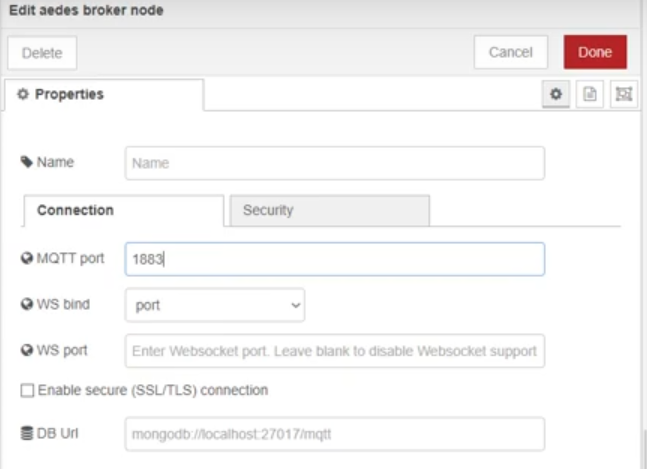 Edit aedes broker node
Delete Cancel Done
Properties
Name Name
Connection Security
MQTT port 1883
WS bind port
WS port Enter Websocket port. Leave blank to disable Websocket support
Enable secure (SSL/TLS) connection
DB Url mongodb://localhost:27017/mqtt